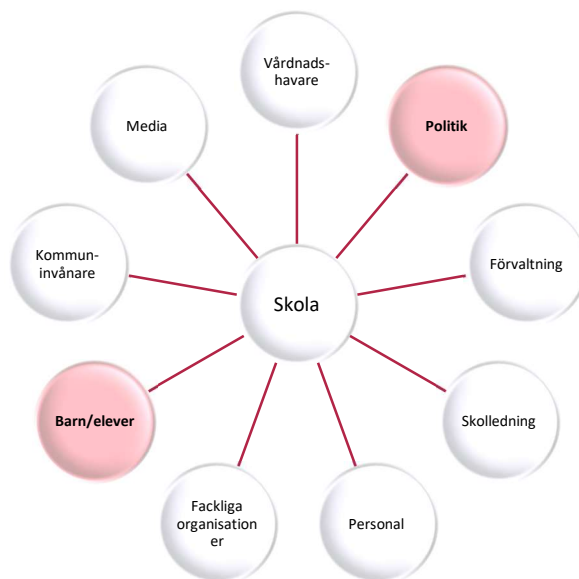 Vårdnads-
havare
Politik
Media
Kommun-
invånare
Förvaltning
Skola
Barn/elever
Skolledning
Fackliga
organisation
er
Personal